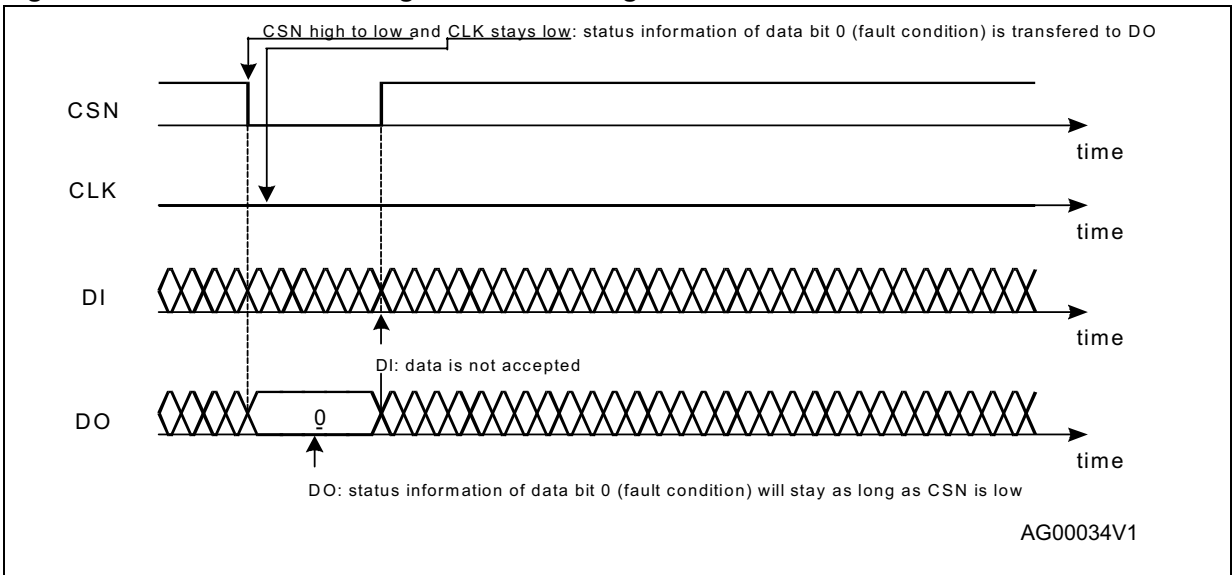 CSN high to low and CLK stays low: status information of data bit 0 (fault condition) is transfered to DO
CSN
time
CLK
time
DI
time
DI: data is not accepted
DO
0
time
DO: status information of data bit 0 (fault condition) will stay as long as CSN is low
AG00034V1